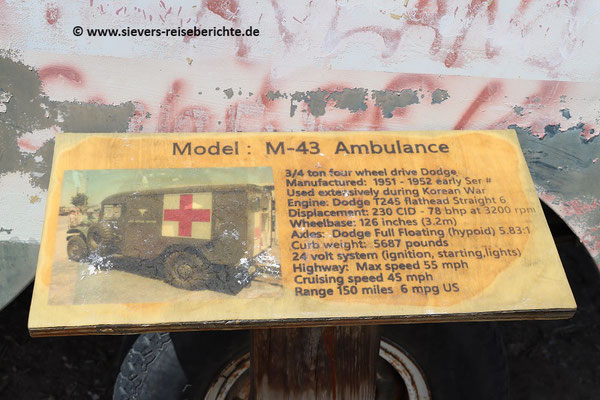 © www.sievers-reiseberichte.de
Model : M-43 Ambulance
3/4 ton four wheel drive Dodge
Manufactured: 1951 - 1952 early Ser #
Used extensively during Korean War
Engine: Dodge T245 flathead Straight 6
Displacement: 230 CID - 78 bhp at 3200 rpm
Wheelbase: 126 inches (3.2m)
Axles: Dodge Full Floating (hypoid) 5.83:1
Curb weight: 5687 pounds
24 volt system (ignition, starting,lights)
Highway: Max speed 55 mph
Cruising speed 45 mph
Range 150 miles 6 mpg US